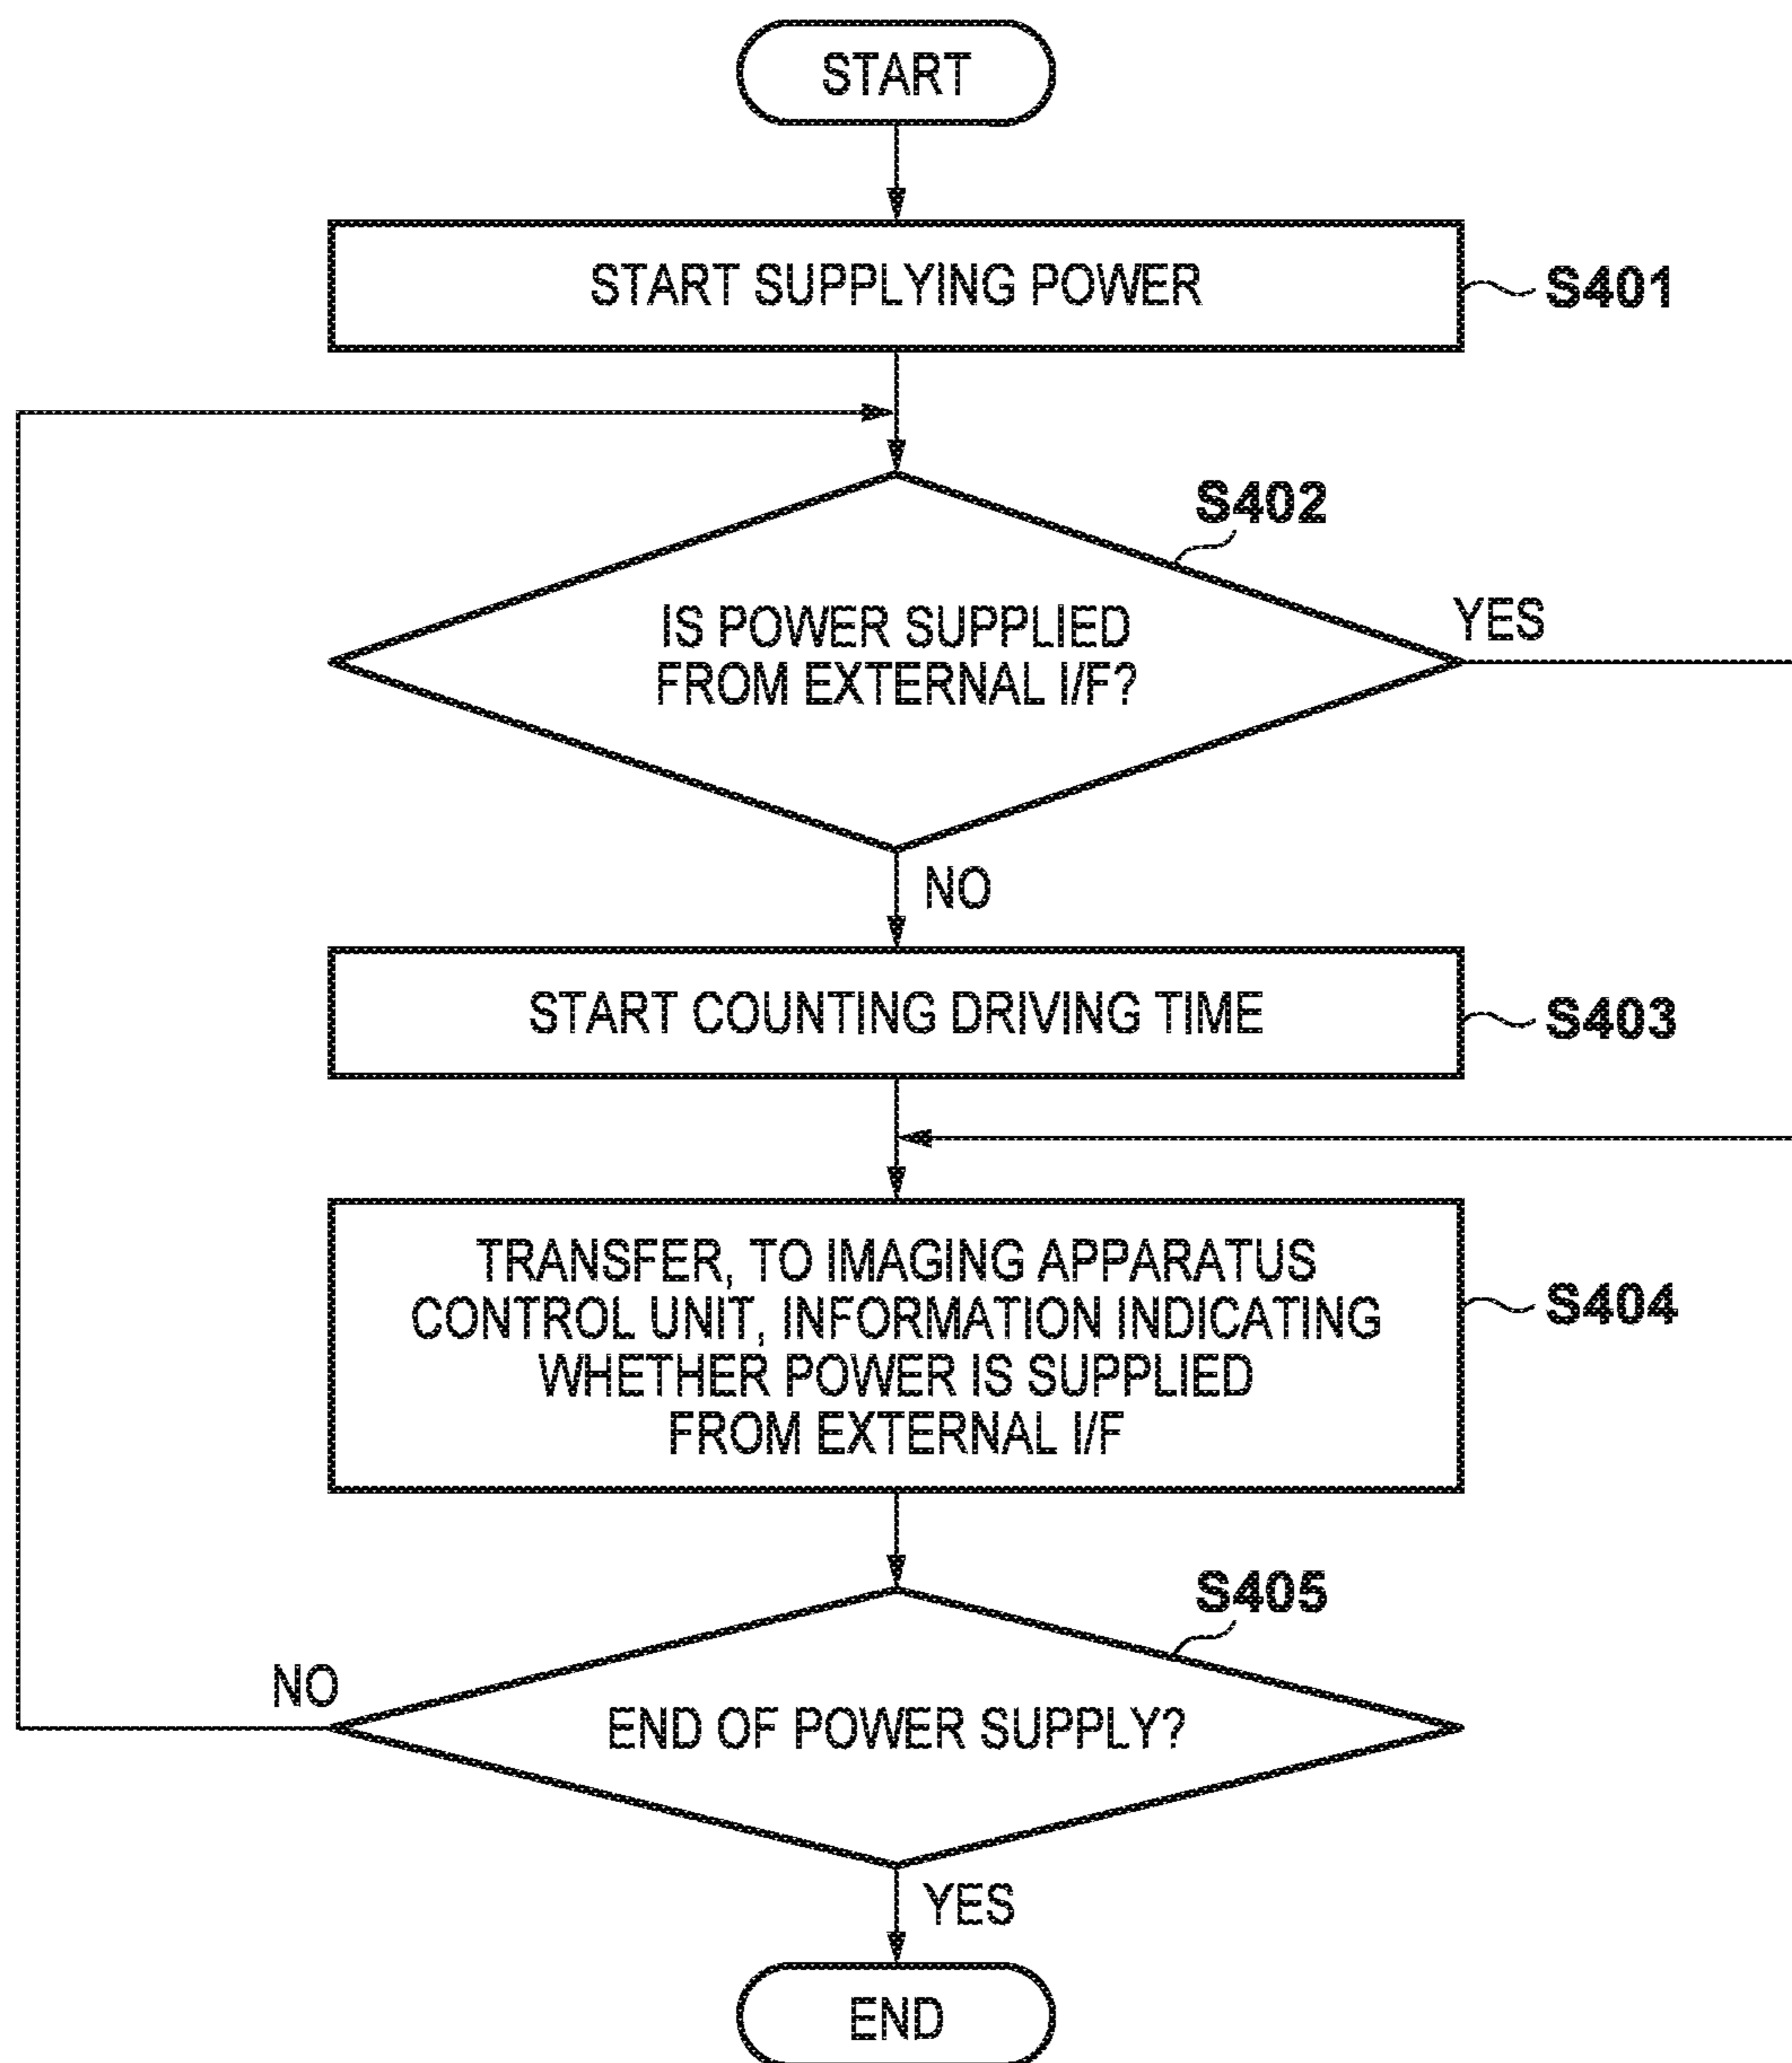 START
START SUPPLYING POWER
S401
S402
IS POWER SUPPLIED
FROM EXTERNAL I/F?
YES
NO
START COUNTING DRIVING TIME
S403
TRANSFER, TO IMAGING APPARATUS
CONTROL UNIT, INFORMATION INDICATING
WHETHER POWER IS SUPPLIED
FROM EXTERNAL I/F
S404
S405
NO
END OF POWER SUPPLY?
YES
END